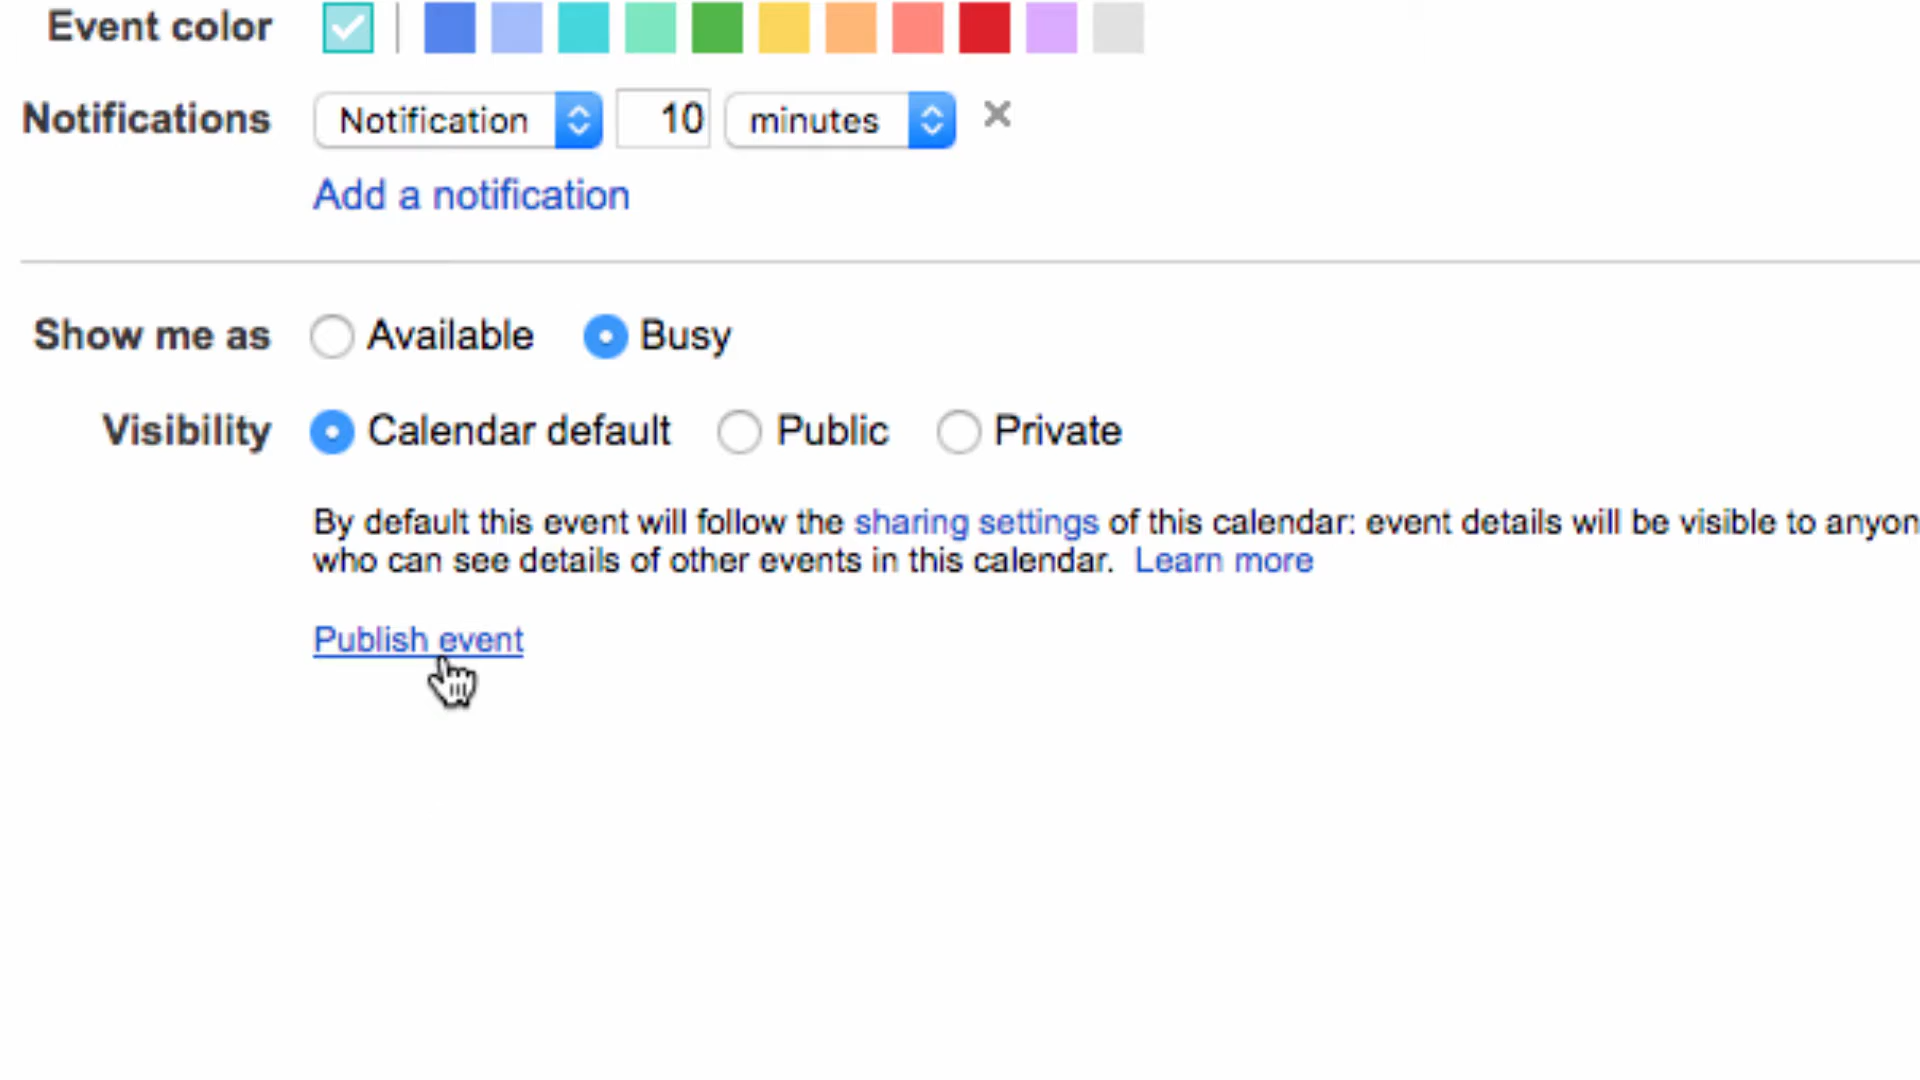 Event color
Notifications Notification 10 minutes
Add a notification
Show me as Available Busy
Visibility Calendar default Public Private
By default this event will follow the sharing settings of this calendar: event details will be visible to anyon
who can see details of other events in this calendar. Learn more
Publish event